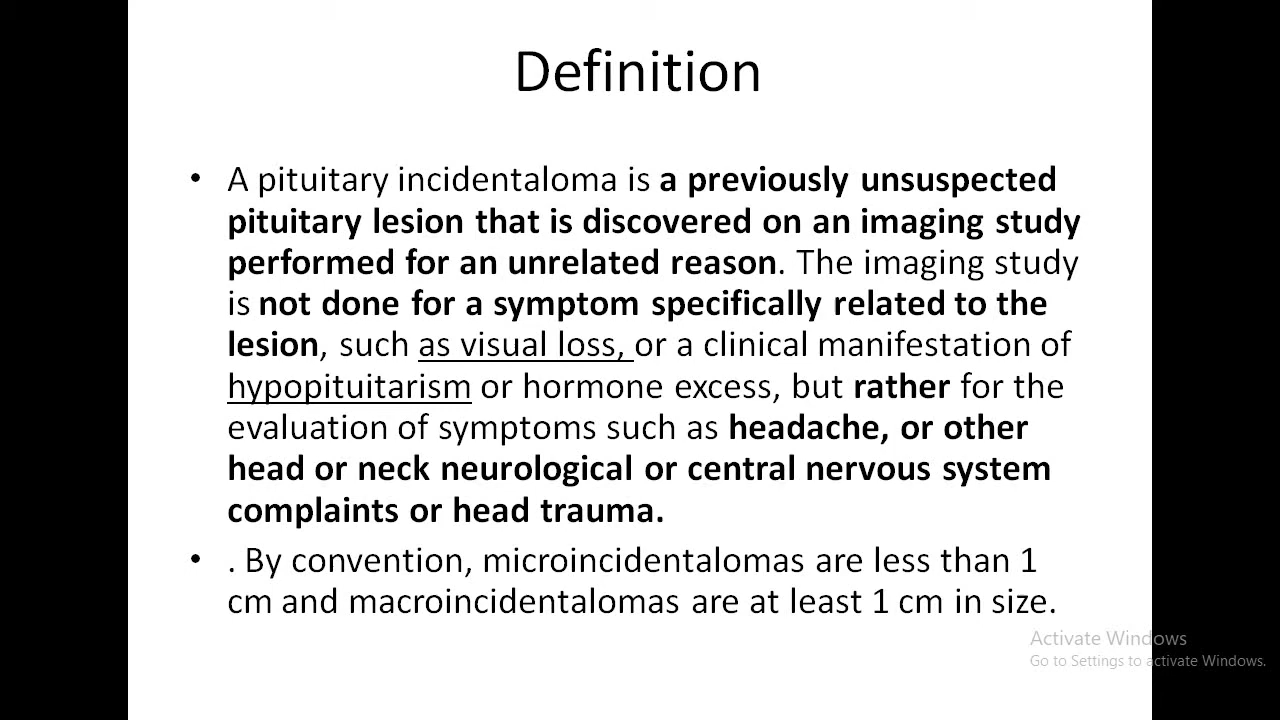 Definition
• A pituitary incidentaloma is a previously unsuspected
pituitary lesion that is discovered on an imaging study
performed for an unrelated reason. The imaging study
is not done for a symptom specifically related to the
lesion, such as visual loss, or a clinical manifestation of
hypopituitarism or hormone excess, but rather for the
evaluation of symptoms such as headache, or other
head or neck neurological or central nervous system
complaints or head trauma.
• . By convention, microincidentalomas are less than 1
cm and macroincidentalomas are at least 1 cm in size.
Activate Windows
Go to Settings to activate Windows.